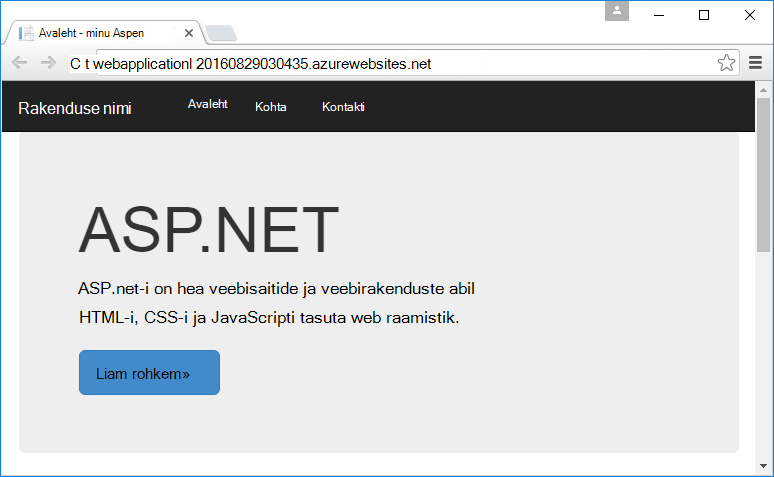 Avaleht - minu Aspen
C t webapplicationl 20160829030435.azurewebsites.net
Rakenduse nimi Avaleht Kohta Kontakti
ASP.NET
ASP.net-i on hea veebisaitide ja veebirakenduste abil
HTML-i, CSS-i ja JavaScripti tasuta web raamistik.
Liam rohkem»